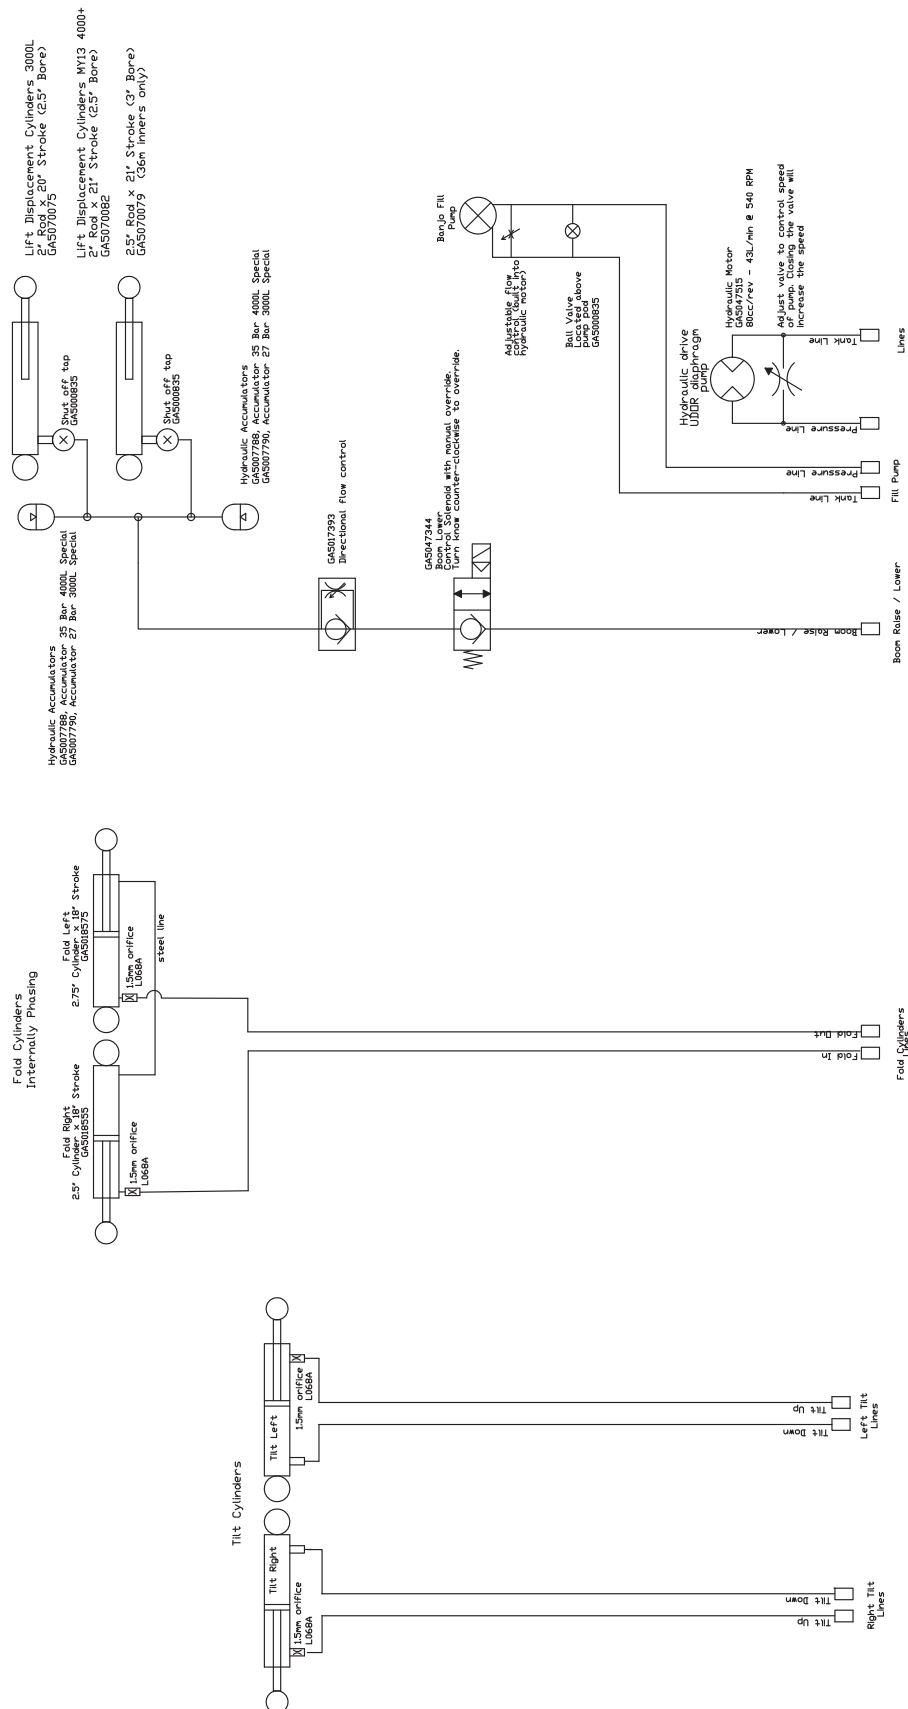 Lift Displacement Cylinders 3000L
2" Rod x 20" Stroke (2.5" Bore)
GA5070075
Lift Displacement Cylinders MY13 4000+
2" Rod x 21" Stroke (2.5" Bore)
GA5070082
2.5" Rod x 21" Stroke (3" Bore)
GA5070079 (36m inners only)
Shut off tap
GA5000835
Shut off tap
GA5000835
Hydraulic Accumulators
GA5007788, Accumulator 35 Bar 4000L Special
GA5007790, Accumulator 27 Bar 3000L Special
Hydraulic Accumulators
GA5007788, Accumulator 35 Bar 4000L Special
GA5007790, Accumulator 27 Bar 3000L Special
GA5017393
Directional flow control
GA5047344
Boom Lower
Control Solenoid with manual override.
Turn know counter-clockwise to override.
Boom Raise / Lower
Boom Raise / Lower
Banjo Fill
Pump
Adjustable flow
control (built into
hydraulic motor)
Ball Valve
Located above
pump pod
GA5000835
Hydraulic drive
UDOR diaphragm
pump
Hydraulic Motor
GA5047515
80cc/rev - 43L/min @ 540 RPM
Adjust valve to control speed
of pump. Closing the valve will
increase the speed
Tank Line
Pressure Line
Lines
Pressure Line
Tank Line
Fill Pump
Fold Cylinders
Internally Phasing
Fold Left
2.75" Cylinder x 18" Stroke
GA5018575
1.5mm orifice
L068A
steel line
Fold Right
2.5" Cylinder x 18" Stroke
GA5018555
1.5mm orifice
L068A
Fold Out
Fold In
Fold Cylinders
Lines
Tilt Cylinders
Tilt Left
1.5mm orifice
L068A
Tilt Up
Tilt Down
Left Tilt
Lines
Tilt Right
1.5mm orifice
L068A
Tilt Down
Tilt Up
Right Tilt
Lines